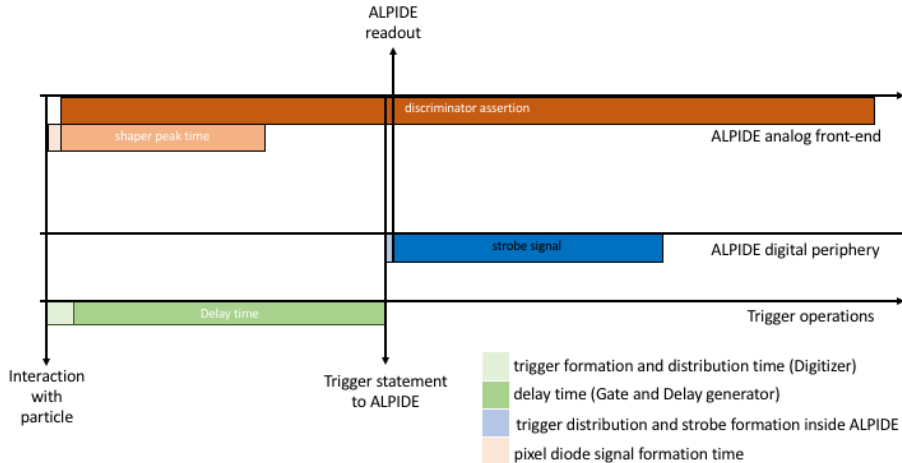 ALPIDE
readout
discriminator assertion
shaper peak time
ALPIDE analog front-end
strobe signal
ALPIDE digital periphery
Delay time
Trigger operations
Interaction
with
particle
Trigger statement
to ALPIDE
trigger formation and distribution time (Digitizer)
delay time (Gate and Delay generator)
trigger distribution and strobe formation inside ALPIDE
pixel diode signal formation time